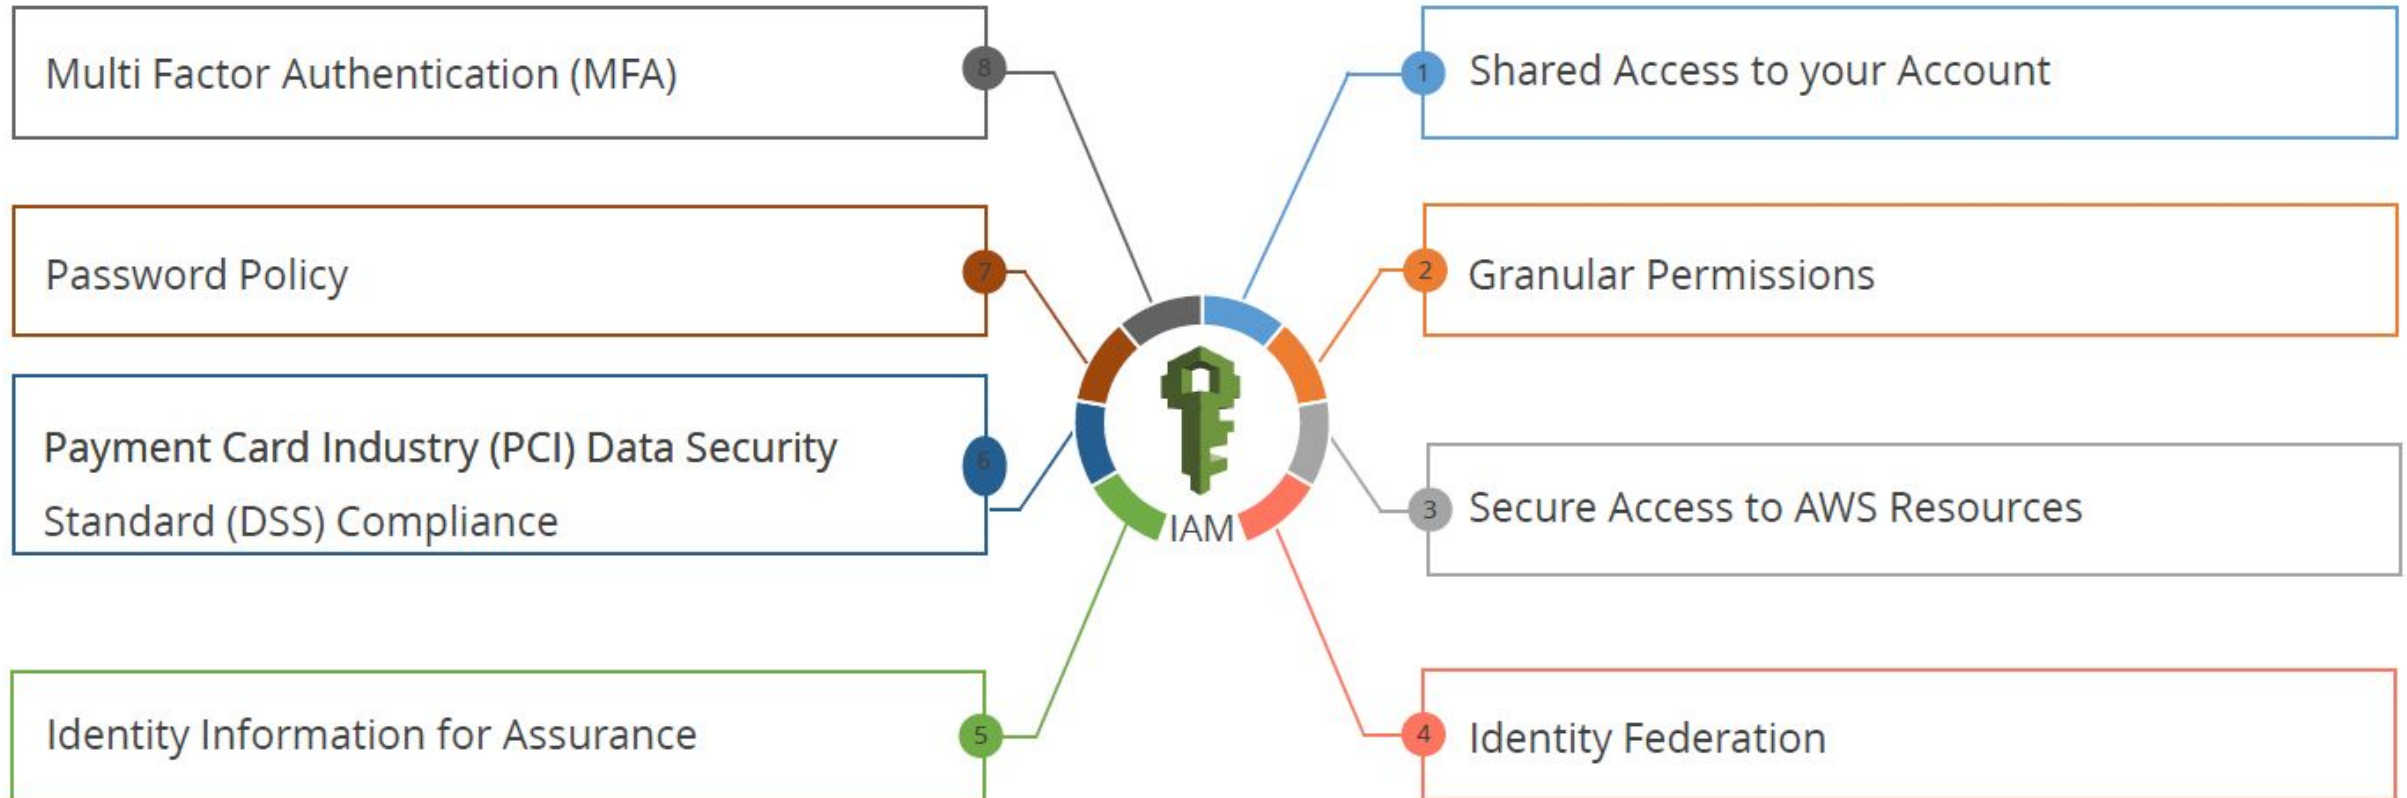 Multi Factor Authentication (MFA)
8
1
Shared Access to your Account
Password Policy
7
2
Granular Permissions
Payment Card Industry (PCI) Data Security
Standard (DSS) Compliance
6
3
Secure Access to AWS Resources
IAM
Identity Information for Assurance
5
4
Identity Federation